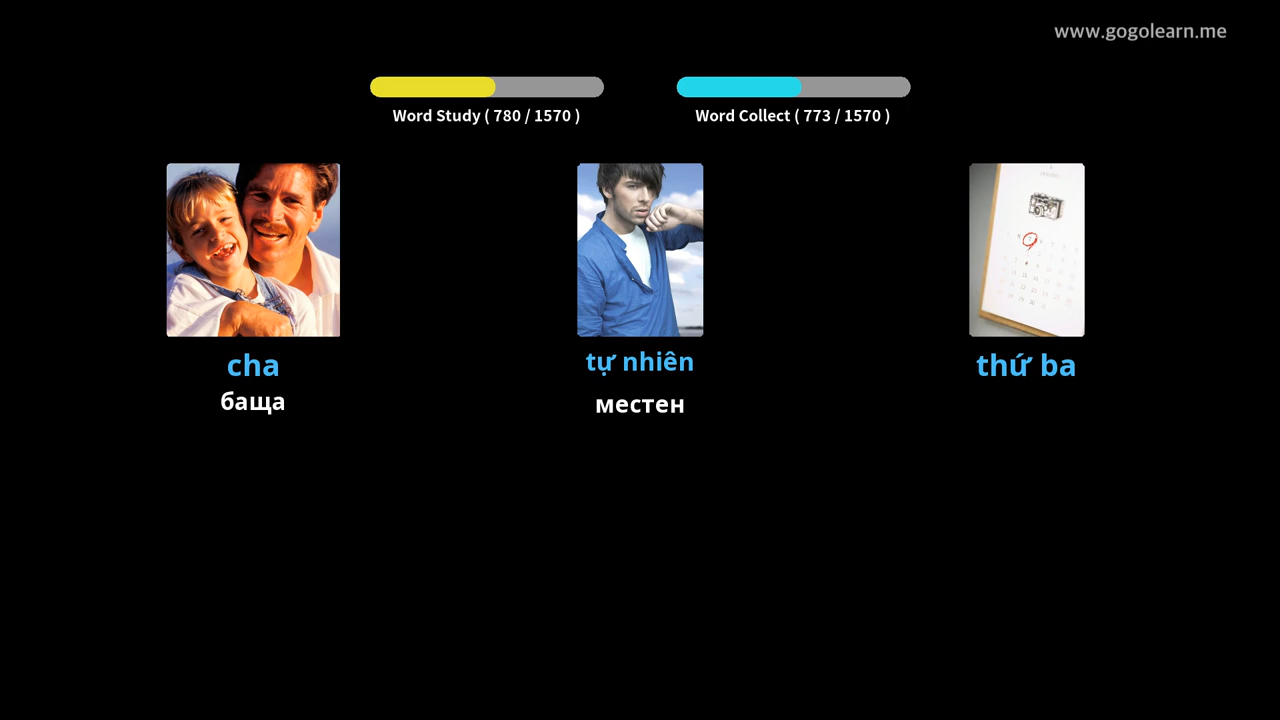 www.gogolearn.me
Word Study ( 780 / 1570 )
Word Collect ( 773 / 1570 )
cha
баща
tự nhiên
местен
thứ ba